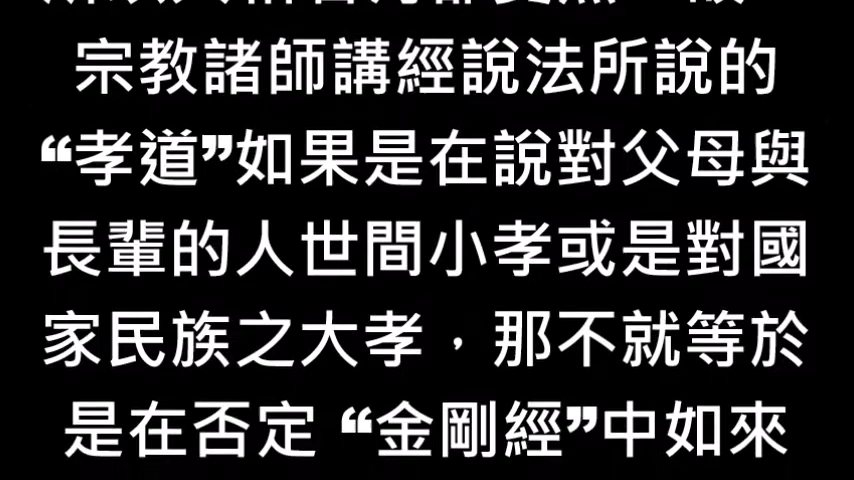 宗教諸師講經說法所說的
“孝道”如果是在說對父母與
長輩的人世間小孝或是對國
家民族之大孝，那不就等於
是在否定 “金剛經”中如來